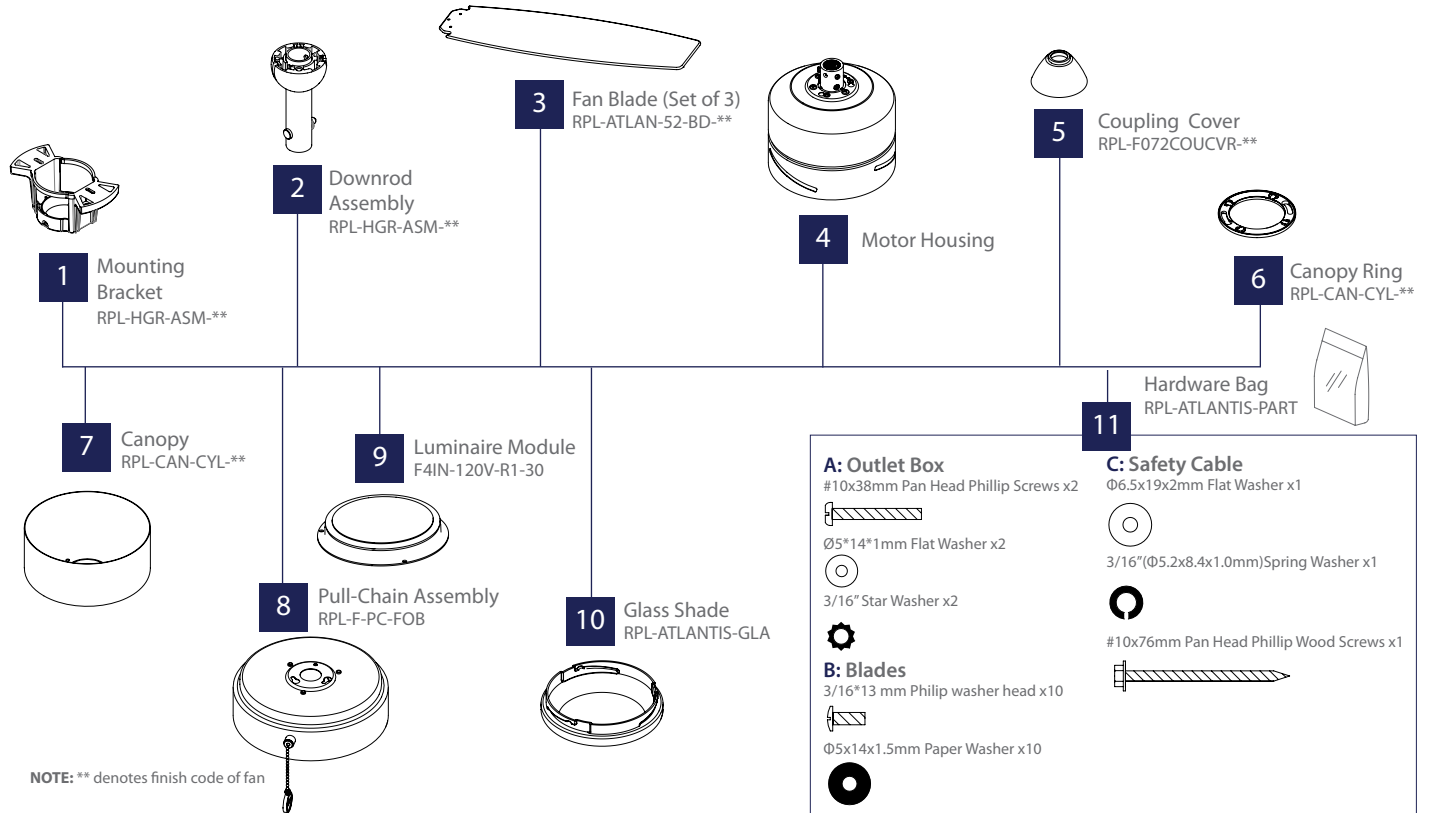 1
Mounting
Bracket
RPL-HGR-ASM-**
2
Downrod
Assembly
RPL-HGR-ASM-**
3
Fan Blade (Set of 3)
RPL-ATLAN-52-BD-**
4
Motor Housing
5
Coupling Cover
RPL-F072COUCVR-**
6
Canopy Ring
RPL-CAN-CYL-**
7
Canopy
RPL-CAN-CYL-**
8
Pull-Chain Assembly
RPL-F-PC-FOB
9
Luminaire Module
F4IN-120V-R1-30
10
Glass Shade
RPL-ATLANTIS-GLA
Hardware Bag
RPL-ATLANTIS-PART
11
A: Outlet Box
#10x38mm Pan Head Phillip Screws x2
Ø5*14*1mm Flat Washer x2
3/16” Star Washer x2
B: Blades
3/16*13 mm Philip washer head x10
Φ5x14x1.5mm Paper Washer x10
C: Safety Cable
Φ6.5x19x2mm Flat Washer x1
3/16”(Φ5.2x8.4x1.0mm)Spring Washer x1
#10x76mm Pan Head Phillip Wood Screws x1
NOTE: ** denotes finish code of fan